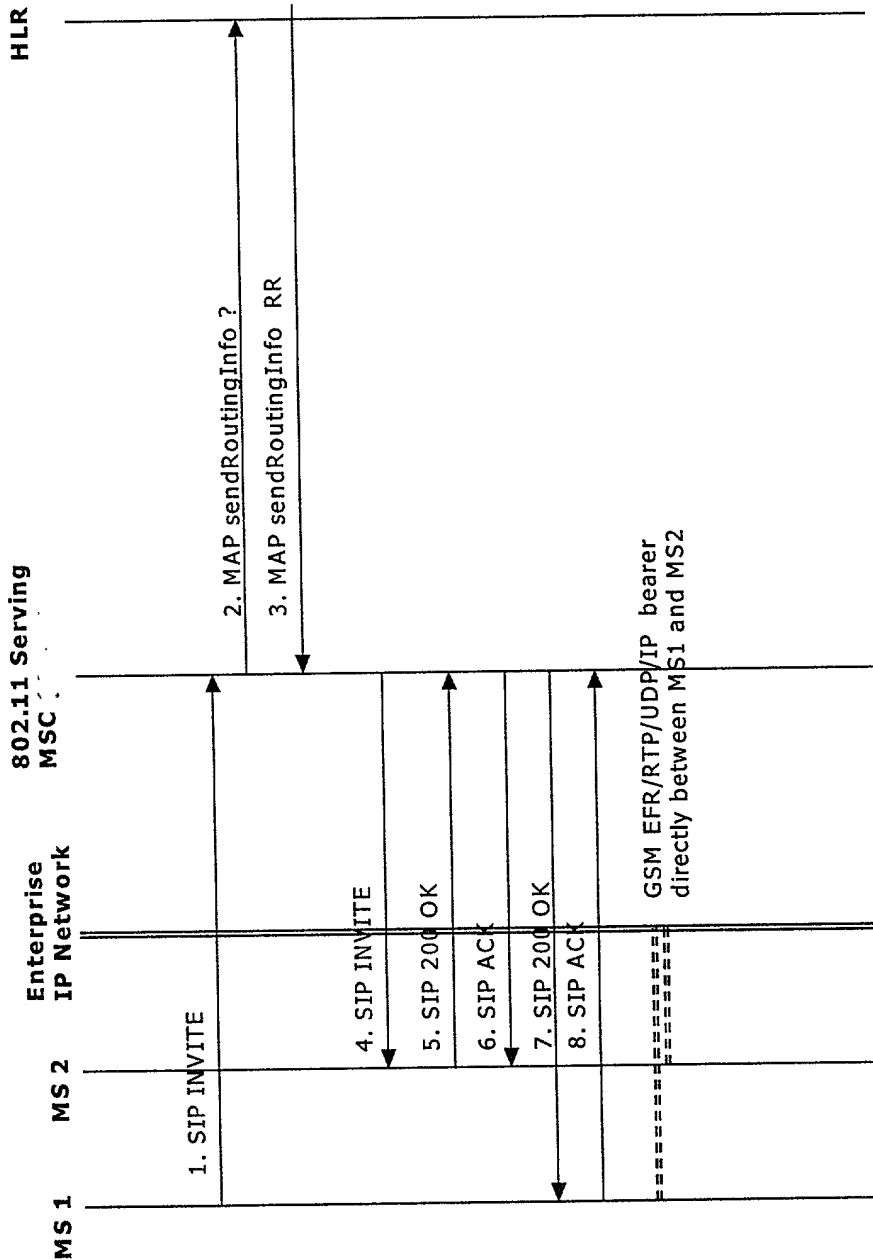 MS 1
MS 2
Enterprise
IP Network
802.11 Serving
MSC
HLR
1. SIP INVITE
2. MAP sendRoutingInfo ?
3. MAP sendRoutingInfo RR
4. SIP INVITE
5. SIP 200 OK
6. SIP ACK
7. SIP 200 OK
8. SIP ACK
GSM EFR/RTP/UDP/IP bearer
directly between MS1 and MS2